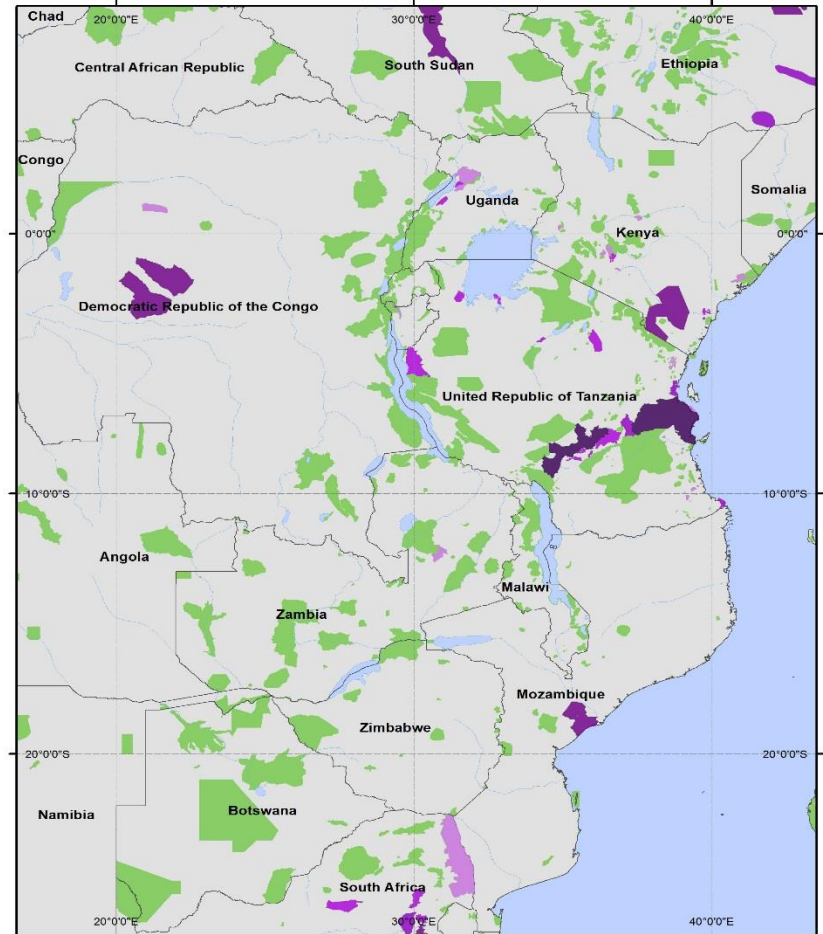 20°0'0"E
30°0'0"E
40°0'0"E
Chad
Central African Republic
South Sudan
Ethiopia
Congo
Somalia
Uganda
Kenya
0°0'0"
0°0'0"
Democratic Republic of the Congo
United Republic of Tanzania
10°0'0"S
10°0'0"S
Angola
Malawi
Zambia
Mozambique
Zimbabwe
20°0'0"S
20°0'0"S
Namibia
Botswana
South Africa
20°0'0"E
30°0'0"E
40°0'0"E